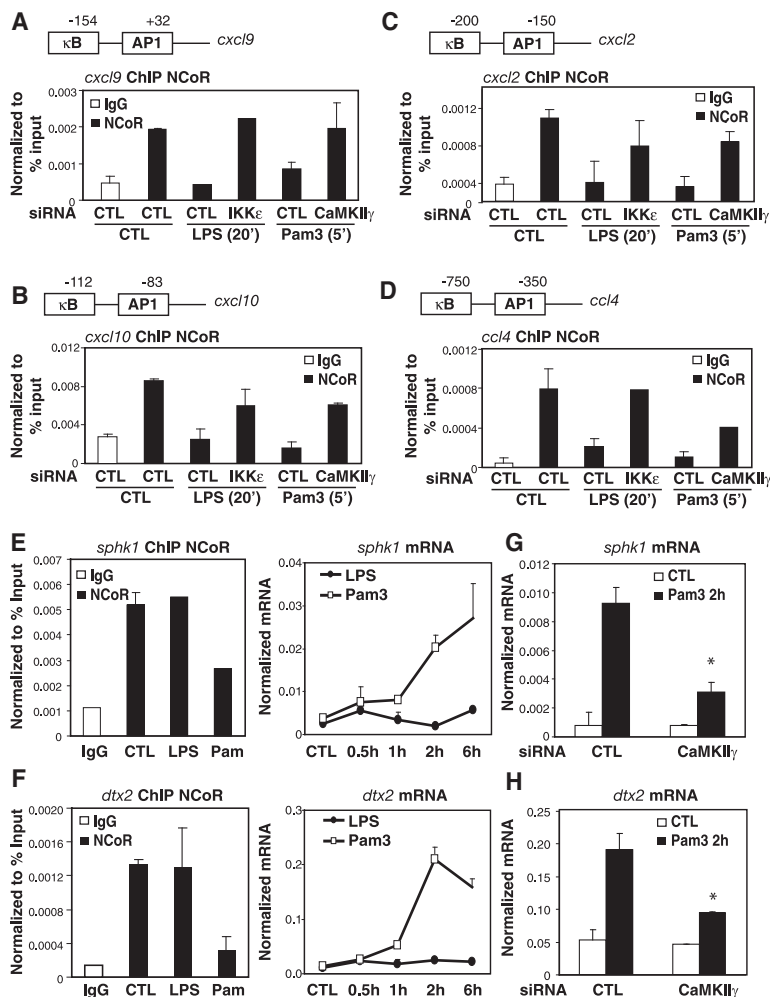 A
-154 +32
κB AP1 cxcl9
cxcl9 ChIP NCoR
Normalized to % input
0.003
0.002
0.001
0
IgG
NCoR
siRNA CTL CTL CTL IKKε CTL CaMKIIγ
CTL LPS (20') Pam3 (5')
C
-200 -150
κB AP1 cxcl2
cxcl2 ChIP NCoR
Normalized to % input
0.0012
0.0008
0.0004
0
IgG
NCoR
siRNA CTL CTL CTL IKKε CTL CaMKIIγ
CTL LPS (20') Pam3 (5')
B
-112 -83
κB AP1 cxcl10
cxcl10 ChIP NCoR
Normalized to % input
0.012
0.008
0.004
0
IgG
NCoR
siRNA CTL CTL CTL IKKε CTL CaMKIIγ
CTL LPS (20') Pam3 (5')
D
-750 -350
κB AP1 ccl4
ccl4 ChIP NCoR
Normalized to % input
0.0012
0.0008
0.0004
0
IgG
NCoR
siRNA CTL CTL CTL IKKε CTL CaMKIIγ
CTL LPS (20') Pam3 (5')
E
sphk1 ChIP NCoR
Normalized to % Input
0.007
0.006
0.005
0.004
0.003
0.002
0.001
0
IgG
NCoR
IgG CTL LPS Pam
sphk1 mRNA
Normalized mRNA
0.04
0.03
0.02
0.01
0
LPS
Pam3
CTL 0.5h 1h 2h 6h
G
sphk1 mRNA
Normalized mRNA
0.015
0.010
0.005
0.000
CTL
Pam3 2h
*
siRNA CTL CaMKIIγ
F
dtx2 ChIP NCoR
Normalized to % Input
0.0020
0.0016
0.0012
0.0008
0.0004
0
IgG
NCoR
IgG CTL LPS Pam
dtx2 mRNA
Normalized mRNA
0.3
0.2
0.1
0.0
LPS
Pam3
CTL 0.5h 1h 2h 6h
H
dtx2 mRNA
Normalized mRNA
0.25
0.20
0.15
0.10
0.05
0
CTL
Pam3 2h
*
siRNA CTL CaMKIIγ